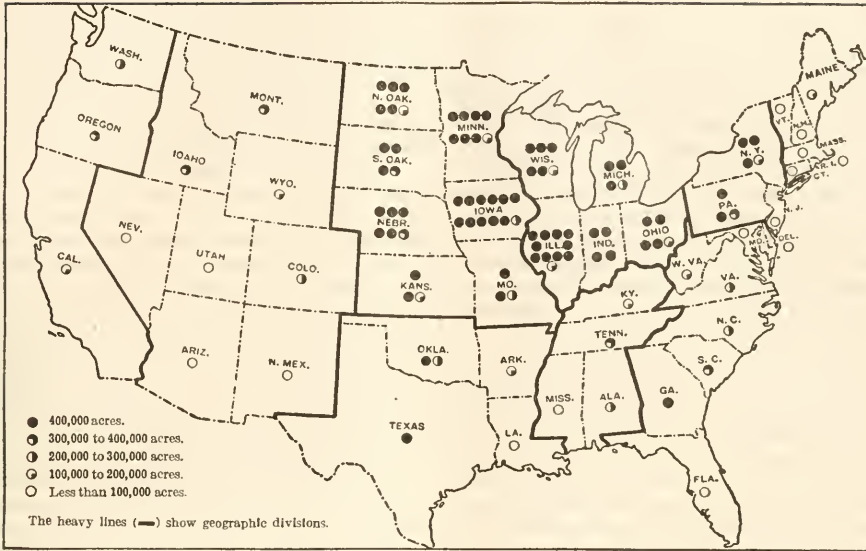 WASH.
OREGON
CAL.
NEV.
IOAHO
MONT.
WYO.
UTAH
COLO.
ARIZ.
N. MEX.
N. OAK.
S. OAK.
NEBR.
KANS.
OKLA.
TEXAS
MINN.
IOWA
MO.
ARK.
LA.
WIS.
ILL.
MICH.
IND.
OHIO
KY.
TENN.
MISS.
ALA.
GA.
FLA.
S. C.
N. C.
VA.
W. VA.
MD.
DEL.
N. J.
PA.
N. Y.
CT.
R. I.
MASS.
VT.
N.H.
MAINE
400,000 acres.
300,000 to 400,000 acres.
200,000 to 300,000 acres.
100,000 to 200,000 acres.
Less than 100,000 acres.
The heavy lines (▬) show geographic divisions.